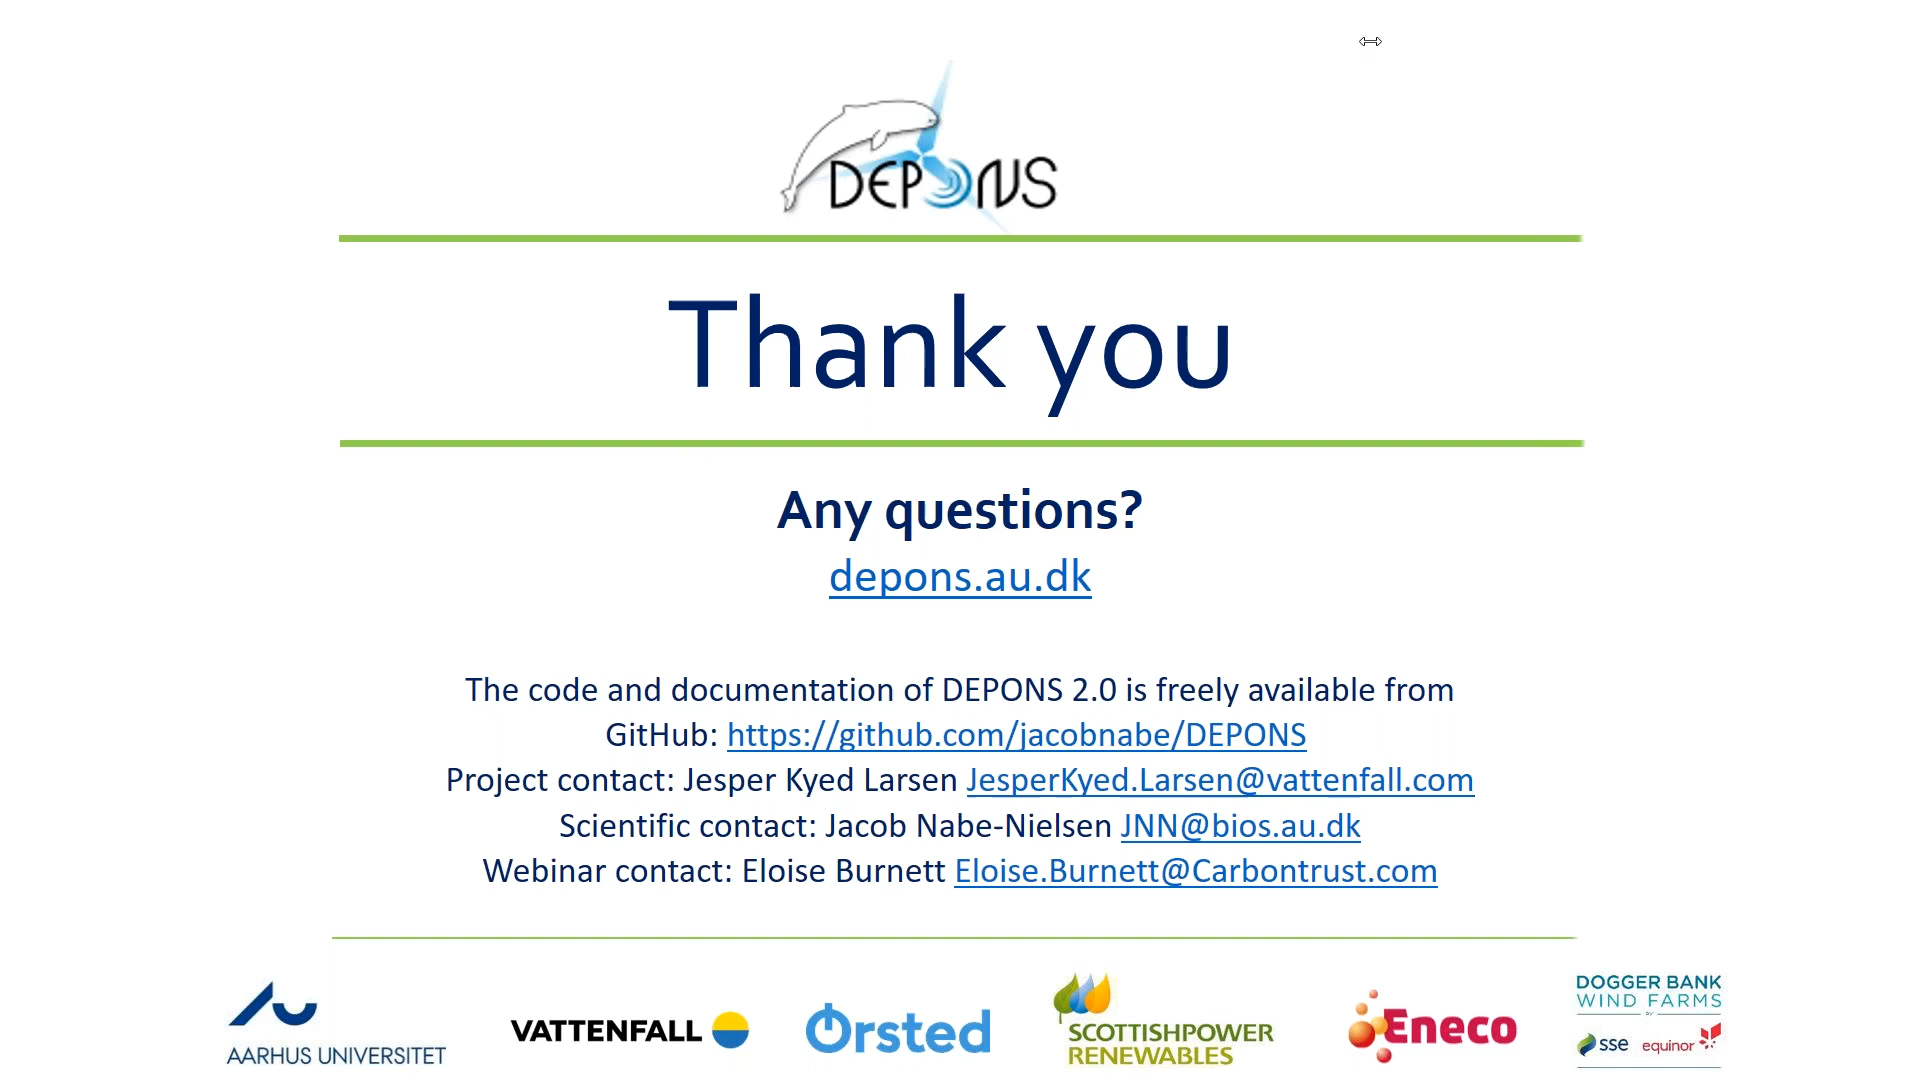 DEPONS
Thank you
Any questions?
depons.au.dk
The code and documentation of DEPONS 2.0 is freely available from
GitHub: https://github.com/jacobnabe/DEPONS
Project contact: Jesper Kyed Larsen JesperKyed.Larsen@vattenfall.com
Scientific contact: Jacob Nabe-Nielsen JNN@bios.au.dk
Webinar contact: Eloise Burnett Eloise.Burnett@Carbontrust.com
AARHUS UNIVERSITET
VATTENFALL
Ørsted
SCOTTISHPOWER
RENEWABLES
Eneco
DOGGER BANK
WIND FARMS
BY
sse equinor